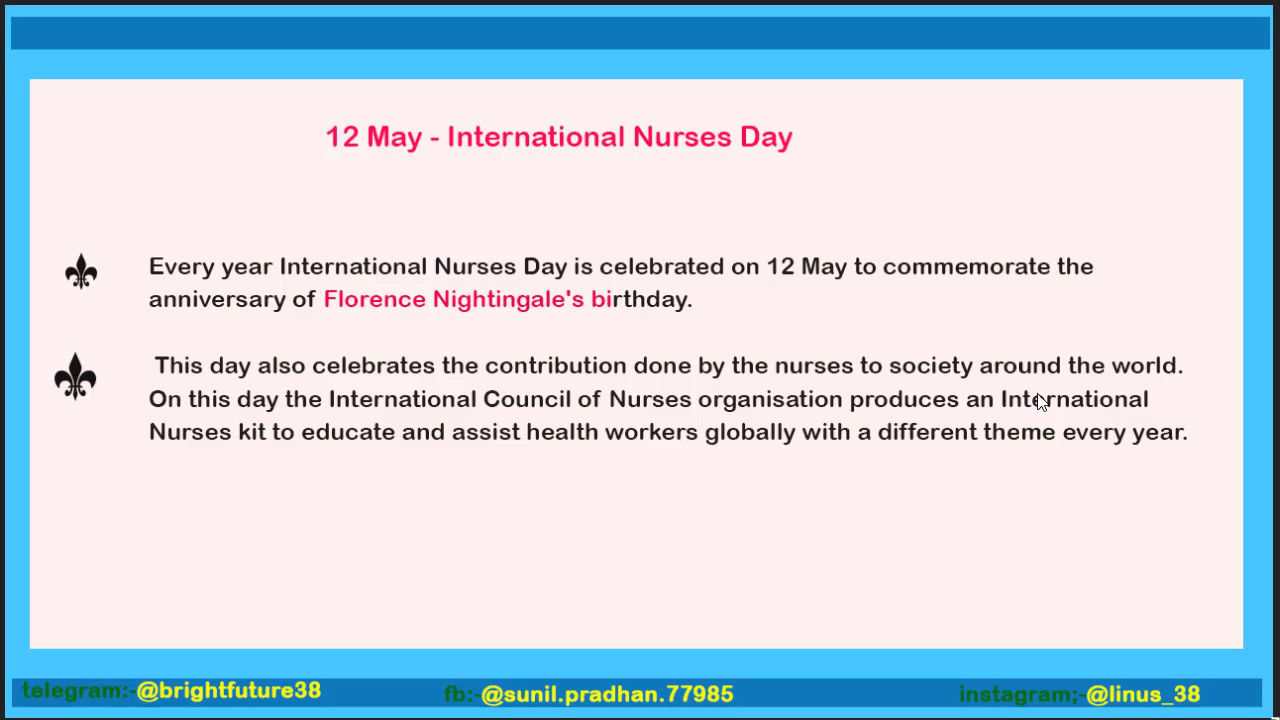 12 May - International Nurses Day
Every year International Nurses Day is celebrated on 12 May to commemorate the
anniversary of Florence Nightingale's birthday.
This day also celebrates the contribution done by the nurses to society around the world.
On this day the International Council of Nurses organisation produces an International
Nurses kit to educate and assist health workers globally with a different theme every year.
telegram:-@brightfuture38
fb:-@sunil.pradhan.77985
instagram;-@linus_38